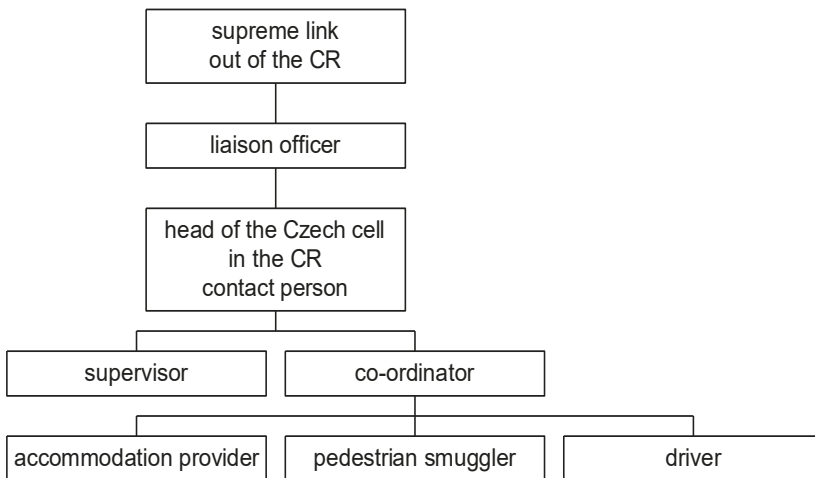 supreme link
out of the CR
liaison officer
head of the Czech cell
in the CR
contact person
supervisor
co-ordinator
accommodation provider
pedestrian smuggler
driver